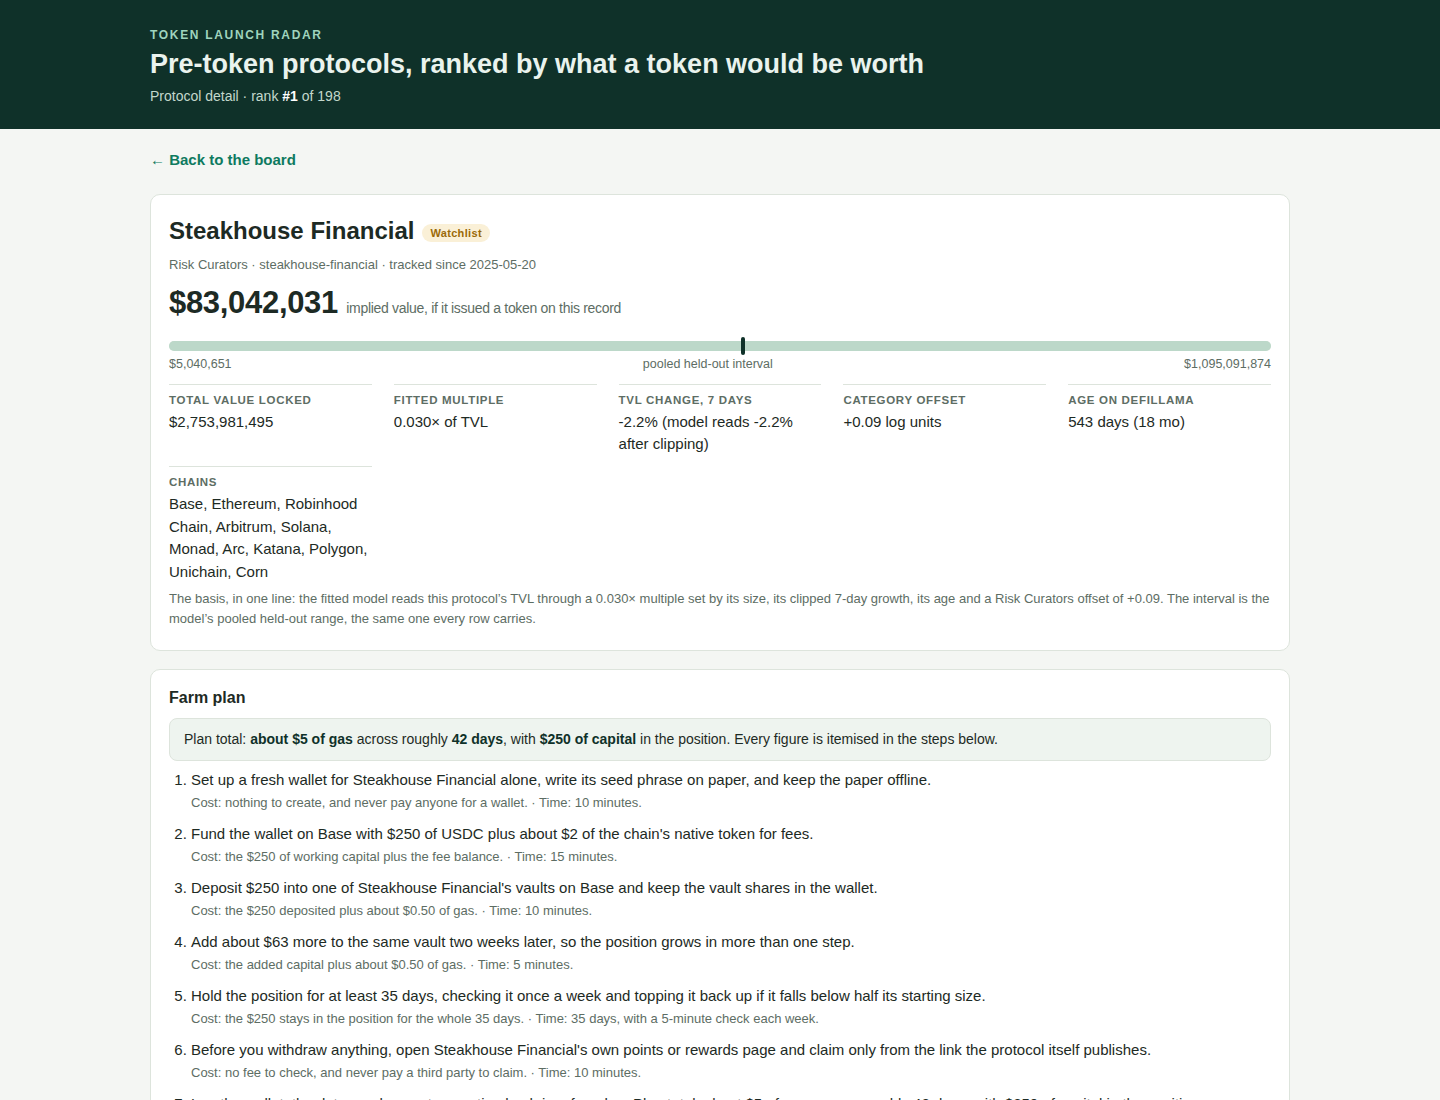 TOKEN LAUNCH RADAR
Pre-token protocols, ranked by what a token would be worth
Protocol detail · rank #1 of 198
← Back to the board
Steakhouse Financial Watchlist
Risk Curators · steakhouse-financial · tracked since 2025-05-20
$83,042,031 implied value, if it issued a token on this record
$5,040,651 pooled held-out interval $1,095,091,874
TOTAL VALUE LOCKED
$2,753,981,495
FITTED MULTIPLE
0.030× of TVL
TVL CHANGE, 7 DAYS
-2.2% (model reads -2.2%
after clipping)
CATEGORY OFFSET
+0.09 log units
AGE ON DEFILLAMA
543 days (18 mo)
CHAINS
Base, Ethereum, Robinhood
Chain, Arbitrum, Solana,
Monad, Arc, Katana, Polygon,
Unichain, Corn
The basis, in one line: the fitted model reads this protocol's TVL through a 0.030× multiple set by its size, its clipped 7-day growth, its age and a Risk Curators offset of +0.09. The interval is the
model's pooled held-out range, the same one every row carries.
Farm plan
Plan total: about $5 of gas across roughly 42 days, with $250 of capital in the position. Every figure is itemised in the steps below.
1. Set up a fresh wallet for Steakhouse Financial alone, write its seed phrase on paper, and keep the paper offline.
Cost: nothing to create, and never pay anyone for a wallet. · Time: 10 minutes.
2. Fund the wallet on Base with $250 of USDC plus about $2 of the chain's native token for fees.
Cost: the $250 of working capital plus the fee balance. · Time: 15 minutes.
3. Deposit $250 into one of Steakhouse Financial's vaults on Base and keep the vault shares in the wallet.
Cost: the $250 deposited plus about $0.50 of gas. · Time: 10 minutes.
4. Add about $63 more to the same vault two weeks later, so the position grows in more than one step.
Cost: the added capital plus about $0.50 of gas. · Time: 5 minutes.
5. Hold the position for at least 35 days, checking it once a week and topping it back up if it falls below half its starting size.
Cost: the $250 stays in the position for the whole 35 days. · Time: 35 days, with a 5-minute check each week.
6. Before you withdraw anything, open Steakhouse Financial's own points or rewards page and claim only from the link the protocol itself publishes.
Cost: no fee to check, and never pay a third party to claim. · Time: 10 minutes.